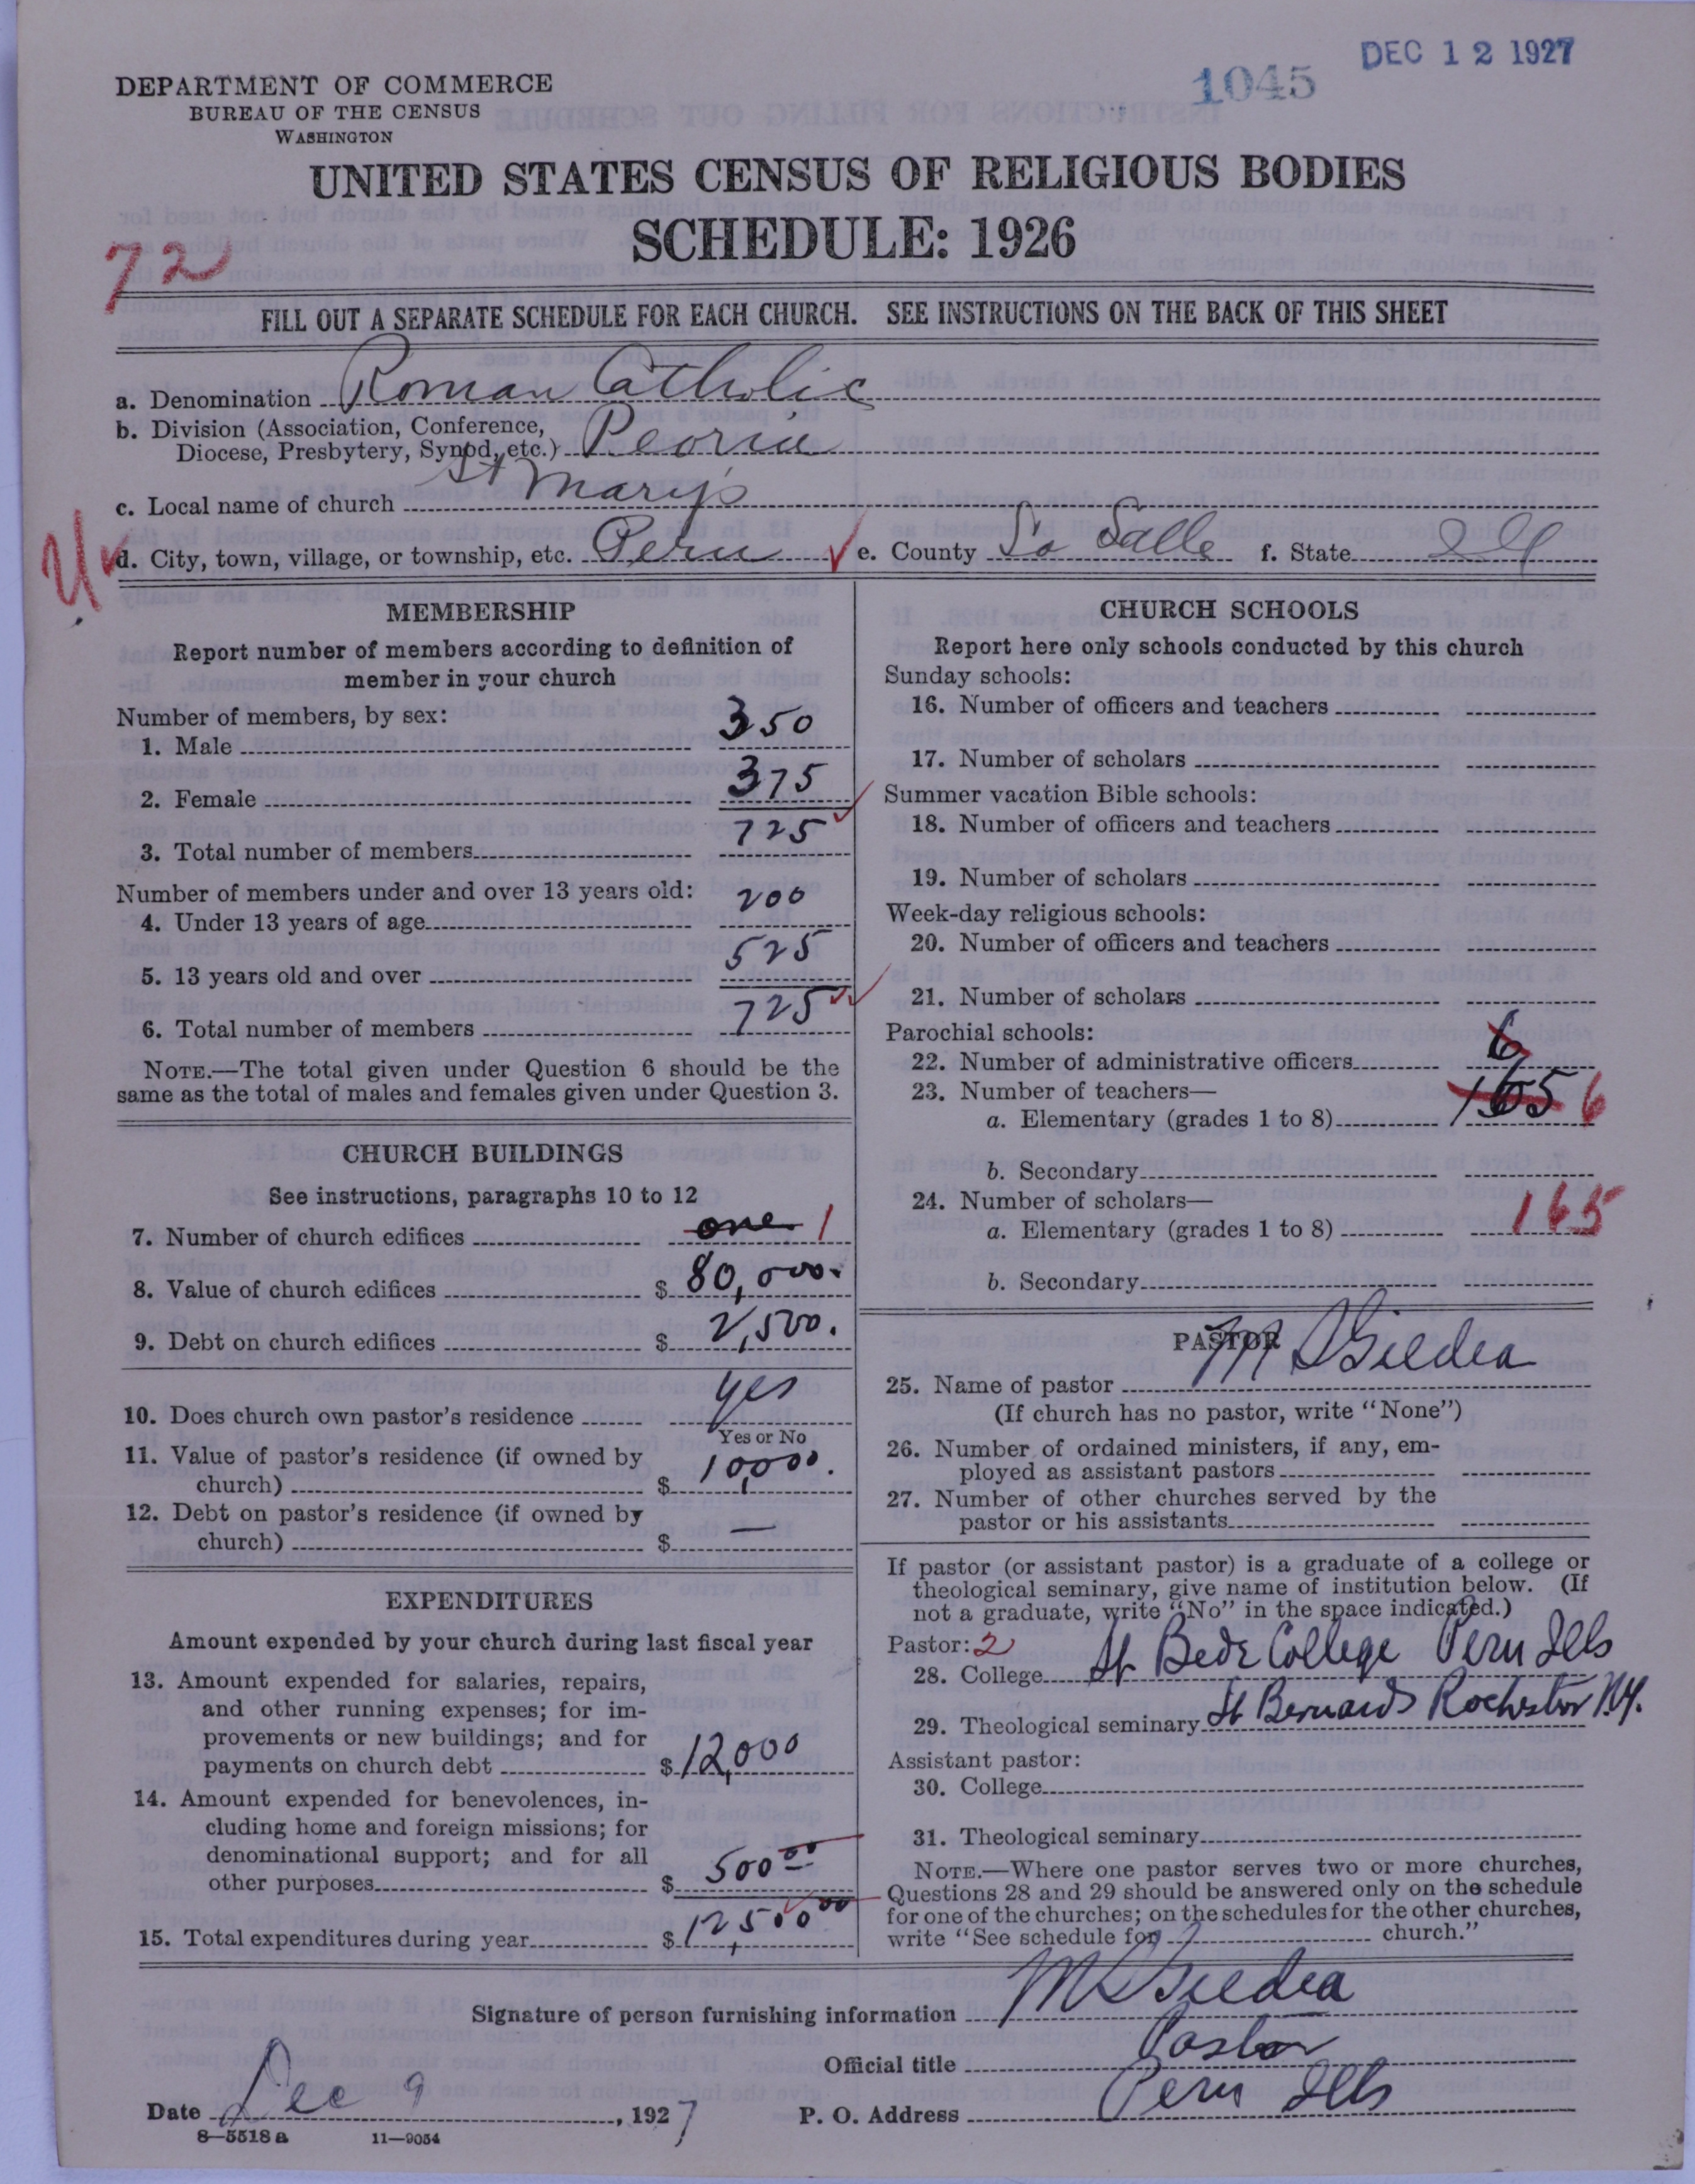 DEC 12 1927
1045
DEPARTMENT OF COMMERCE
BUREAU OF THE CENSUS
WASHINGTON
UNITED STATES CENSUS OF RELIGIOUS BODIES
SCHEDULE: 1926
72
FILL OUT A SEPARATE SCHEDULE FOR EACH CHURCH. SEE INSTRUCTIONS ON THE BACK OF THIS SHEET
a. Denomination Roman Catholic
b. Division (Association, Conference, Diocese, Presbytery, Synod, etc.) Peoria
c. Local name of church St Mary's
d. City, town, village, or township, etc. Peru e. County La Salle f. State Ill
MEMBERSHIP
Report number of members according to definition of
member in your church
Number of members, by sex:
1. Male 350
2. Female 375
3. Total number of members 725
Number of members under and over 13 years old:
4. Under 13 years of age 200
5. 13 years old and over 525
6. Total number of members 725
NOTE.—The total given under Question 6 should be the
same as the total of males and females given under Question 3.
CHURCH BUILDINGS
See instructions, paragraphs 10 to 12
7. Number of church edifices one 1
8. Value of church edifices $ 80,000.
9. Debt on church edifices $ 2,500.
10. Does church own pastor's residence yes
Yes or No
11. Value of pastor's residence (if owned by
church) $ 10,000.
12. Debt on pastor's residence (if owned by
church) $ —
EXPENDITURES
Amount expended by your church during last fiscal year
13. Amount expended for salaries, repairs,
and other running expenses; for im-
provements or new buildings; and for
payments on church debt $ 12,000
14. Amount expended for benevolences, in-
cluding home and foreign missions; for
denominational support; and for all
other purposes $ 500 00
15. Total expenditures during year $ 12,500 00
CHURCH SCHOOLS
Report here only schools conducted by this church
Sunday schools:
16. Number of officers and teachers
17. Number of scholars
Summer vacation Bible schools:
18. Number of officers and teachers
19. Number of scholars
Week-day religious schools:
20. Number of officers and teachers
21. Number of scholars
Parochial schools:
22. Number of administrative officers 6
23. Number of teachers—
a. Elementary (grades 1 to 8) 165 6
b. Secondary
24. Number of scholars—
a. Elementary (grades 1 to 8) 165
b. Secondary
PASTOR
25. Name of pastor M S Giedea
(If church has no pastor, write "None")
26. Number of ordained ministers, if any, em-
ployed as assistant pastors
27. Number of other churches served by the
pastor or his assistants
If pastor (or assistant pastor) is a graduate of a college or
theological seminary, give name of institution below. (If
not a graduate, write "No" in the space indicated.)
Pastor: 2
28. College St Bede College Peru Ills
29. Theological seminary St Bernards Rochester N.Y.
Assistant pastor:
30. College
31. Theological seminary
NOTE.—Where one pastor serves two or more churches,
Questions 28 and 29 should be answered only on the schedule
for one of the churches; on the schedules for the other churches,
write "See schedule for church."
Signature of person furnishing information M S Giedea
Official title Pastor
Date Dec 9, 1927 P. O. Address Peru Ills
8—5518 a 11—9054